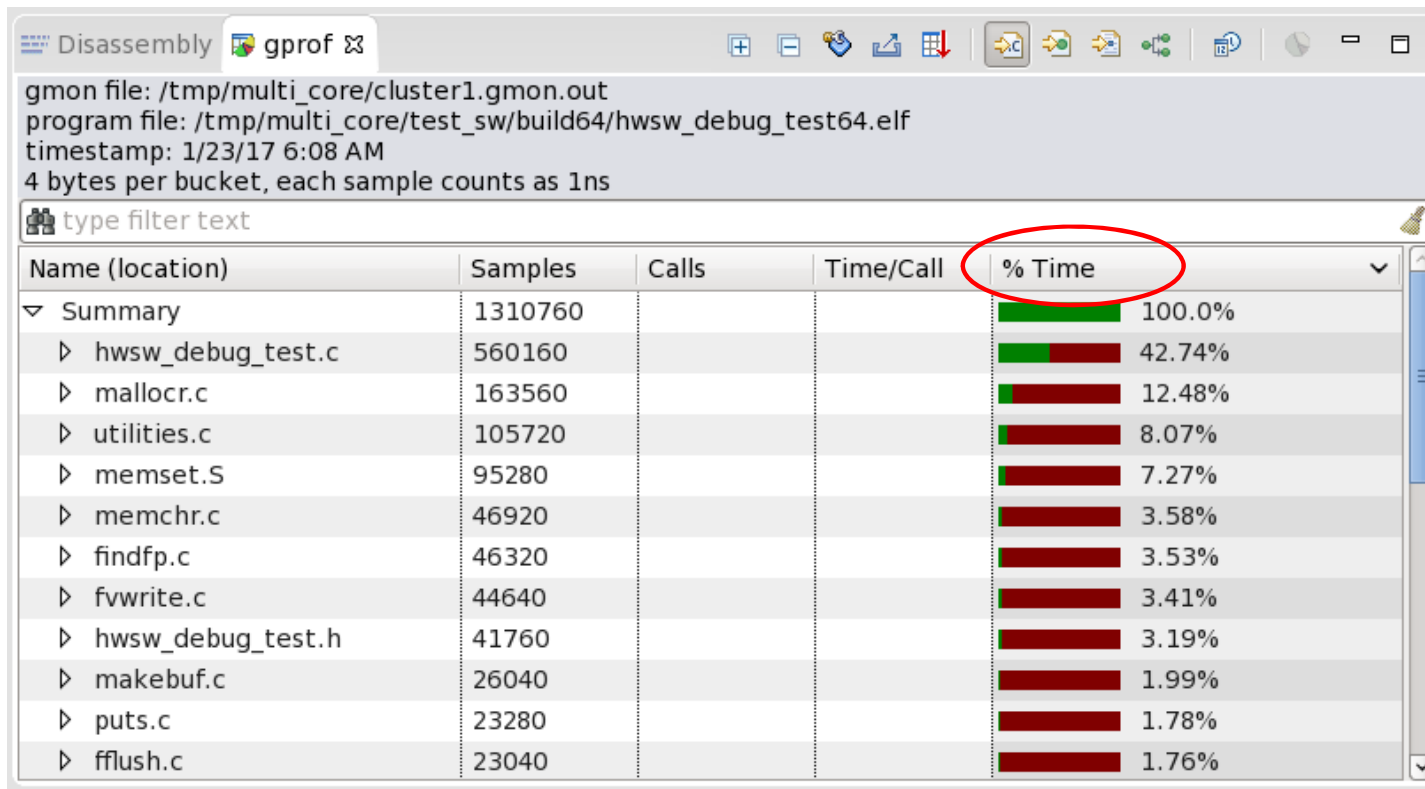 Disassembly gprof
gmon file: /tmp/multi_core/cluster1.gmon.out
program file: /tmp/multi_core/test_sw/build64/hwsw_debug_test64.elf
timestamp: 1/23/17 6:08 AM
4 bytes per bucket, each sample counts as 1ns
type filter text
Name (location) Samples Calls Time/Call % Time
Summary 1310760 100.0%
hwsw_debug_test.c 560160 42.74%
mallocr.c 163560 12.48%
utilities.c 105720 8.07%
memset.S 95280 7.27%
memchr.c 46920 3.58%
findfp.c 46320 3.53%
fvwrite.c 44640 3.41%
hwsw_debug_test.h 41760 3.19%
makebuf.c 26040 1.99%
puts.c 23280 1.78%
fflush.c 23040 1.76%